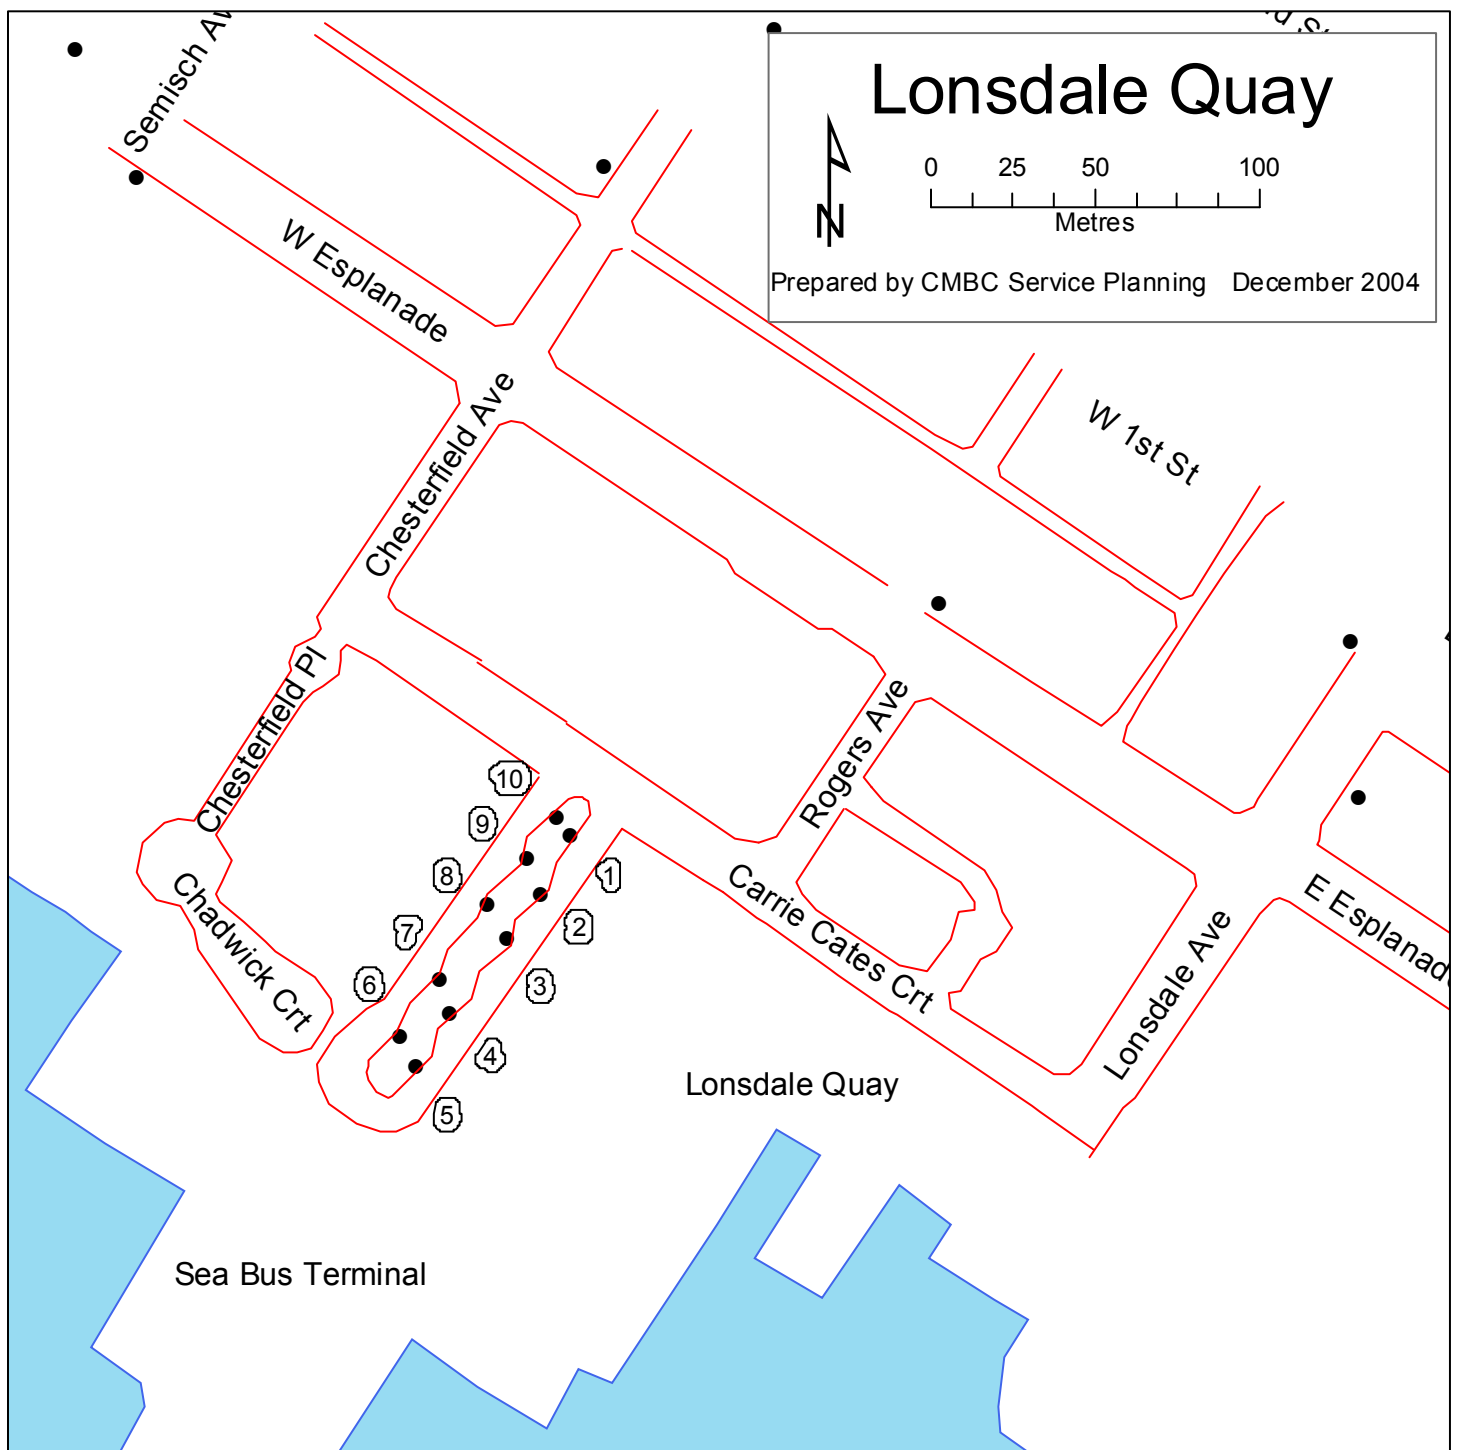 Semisch Av
Lonsdale Quay
0 25 50 100
Metres
N
Prepared by CMBC Service Planning December 2004
W Esplanade
Chesterfield Ave
W 1st St
Chesterfield Pl
Rogers Ave
10
9
8
7
6
1
2
3
4
5
Chadwick Crt
Carrie Cates Crt
E Esplanade
Lonsdale Ave
Lonsdale Quay
Sea Bus Terminal